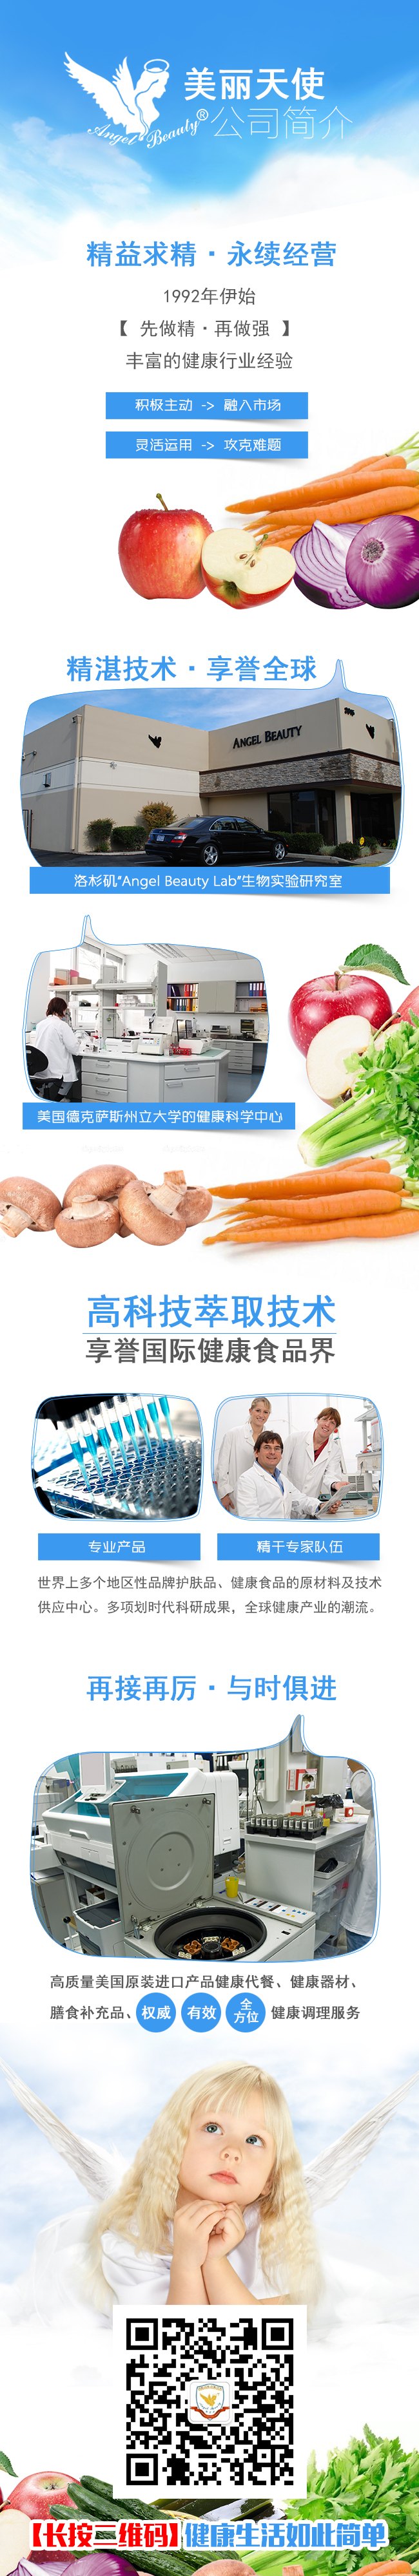 美丽天使
Angel Beauty®
公司简介
精益求精·永续经营
1992年伊始
【 先做精·再做强 】
丰富的健康行业经验
积极主动 -> 融入市场
灵活运用 -> 攻克难题
精湛技术·享誉全球
ANGEL BEAUTY
洛杉矶“Angel Beauty Lab”生物实验研究室
美国德克萨斯州立大学的健康科学中心
高科技萃取技术
享誉国际健康食品界
专业产品
精干专家队伍
世界上多个地区性品牌护肤品、健康食品的原材料及技术
供应中心。多项划时代科研成果，全球健康产业的潮流。
再接再厉·与时俱进
高质量美国原装进口产品健康代餐、健康器材、
膳食补充品、权威 有效 全方位 健康调理服务
【长按二维码】健康生活如此简单